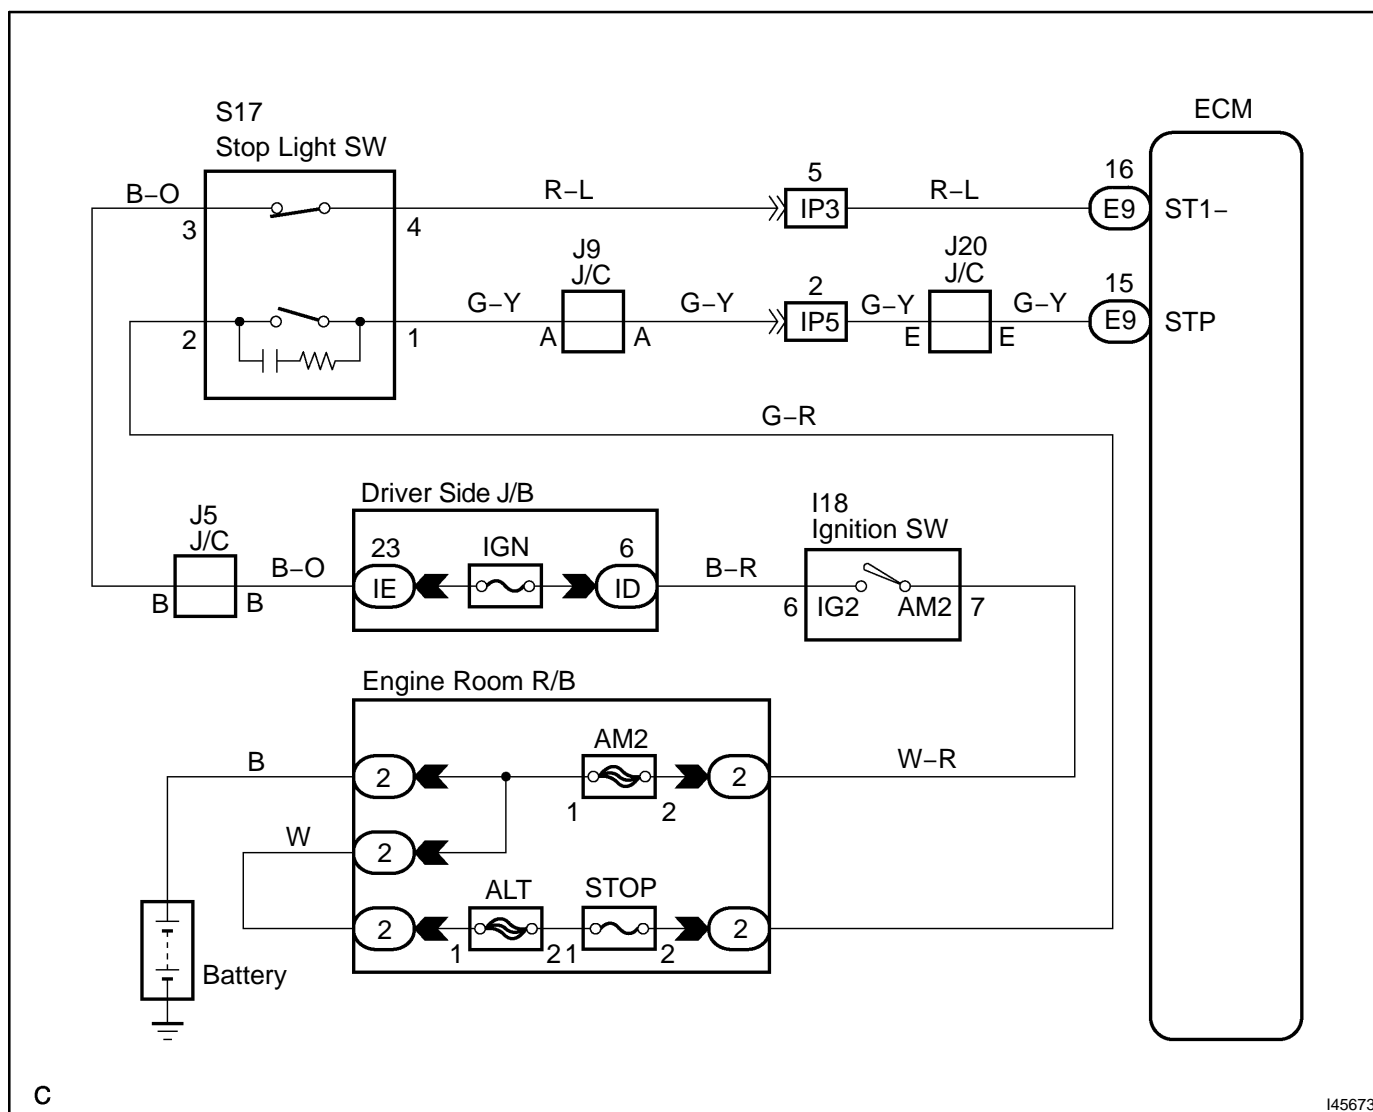 S17
Stop Light SW
ECM
B–O
3
4
R–L
5
IP3
R–L
16
E9
ST1–
2
1
G–Y
J9
J/C
A
A
G–Y
2
IP5
G–Y
J20
J/C
E
E
G–Y
15
E9
STP
G–R
J5
J/C
B
B
B–O
Driver Side J/B
23
IE
IGN
6
ID
B–R
I18
Ignition SW
6
IG2
AM2
7
Engine Room R/B
B
2
AM2
1
2
2
W–R
W
2
2
ALT
1
2
STOP
1
2
2
Battery
C
I45673